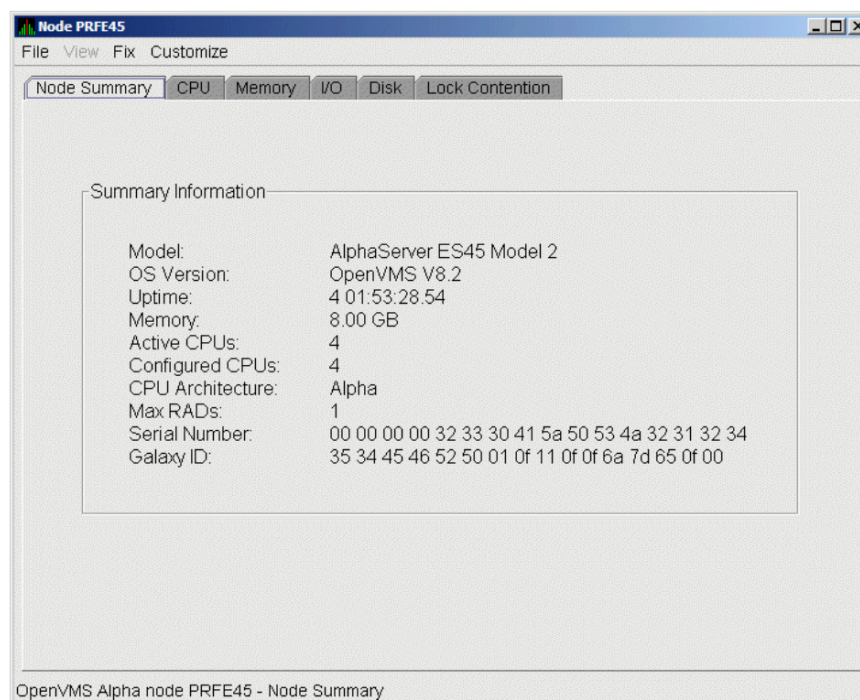 Node PRFE45
File View Fix Customize
Node Summary CPU Memory I/O Disk Lock Contention
Summary Information
Model: AlphaServer ES45 Model 2
OS Version: OpenVMS V8.2
Uptime: 4 01:53:28.54
Memory: 8.00 GB
Active CPUs: 4
Configured CPUs: 4
CPU Architecture: Alpha
Max RADs: 1
Serial Number: 00 00 00 00 32 33 30 41 5a 50 53 4a 32 31 32 34
Galaxy ID: 35 34 45 46 52 50 01 0f 11 0f 0f 6a 7d 65 0f 00
OpenVMS Alpha node PRFE45 - Node Summary